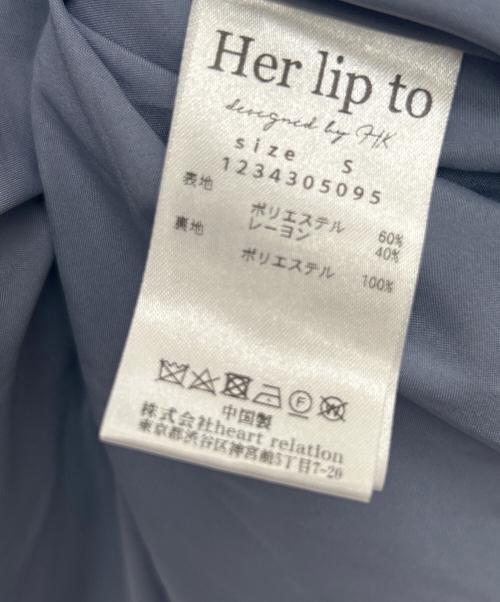 Her lip to
designed by HK
size S
1234305095
表地
ポリエステル 60%
レーヨン 40%
裏地
ポリエステル 100%
F W
中国製
株式会社heart relation
東京都渋谷区神宮前5丁目7-20